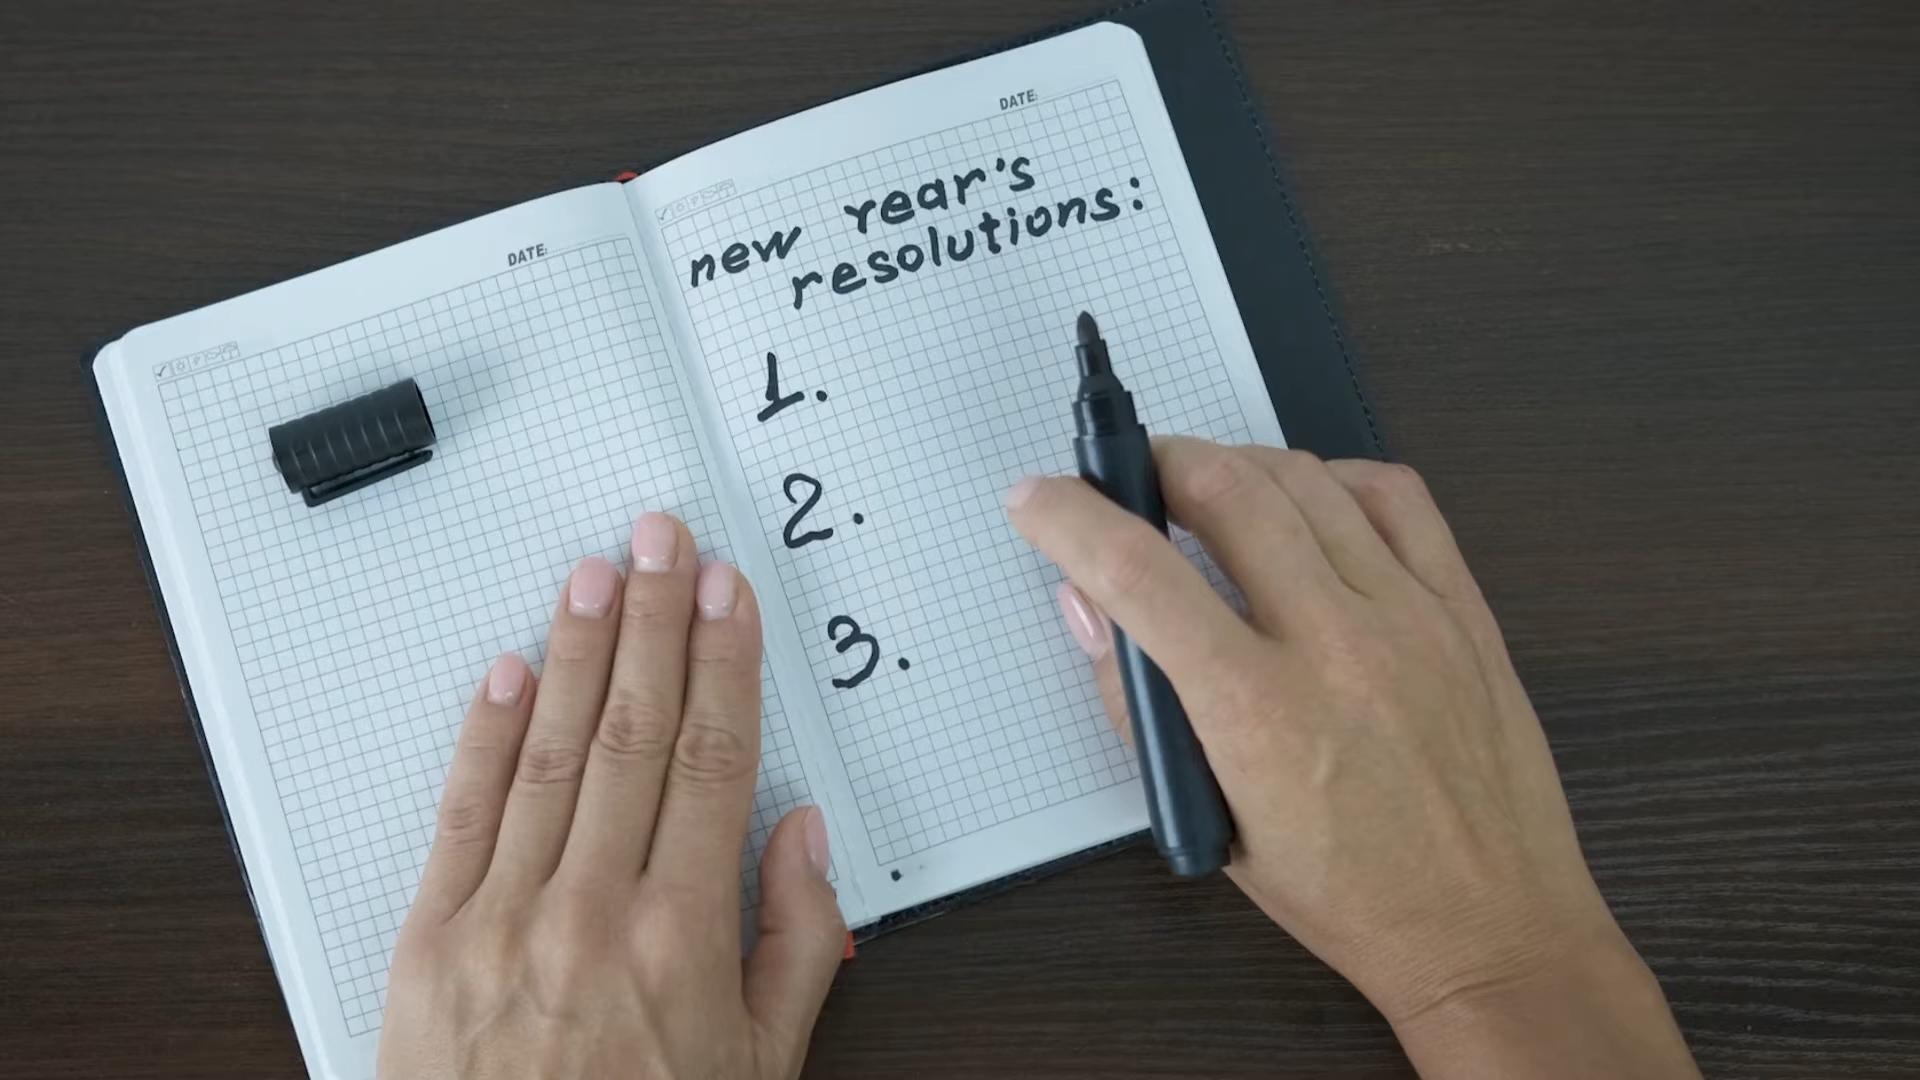 DATE:
DATE:
new year's
resolutions:
1.
2.
3.